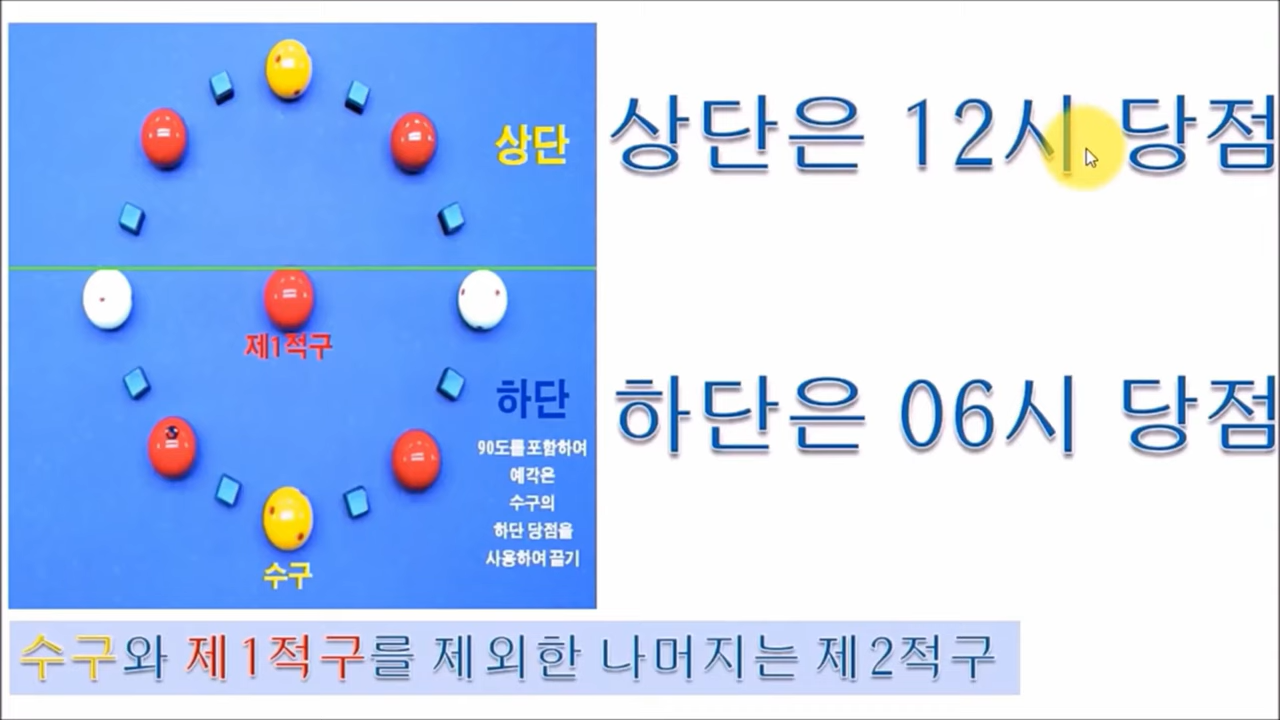 상단
상단은 12시 당점
제1적구
하단
하단은 06시 당점
90도를 포함하여
예각은
수구의
하단 당점을
사용하여 끌기
수구
수구와 제1적구를 제외한 나머지는 제2적구